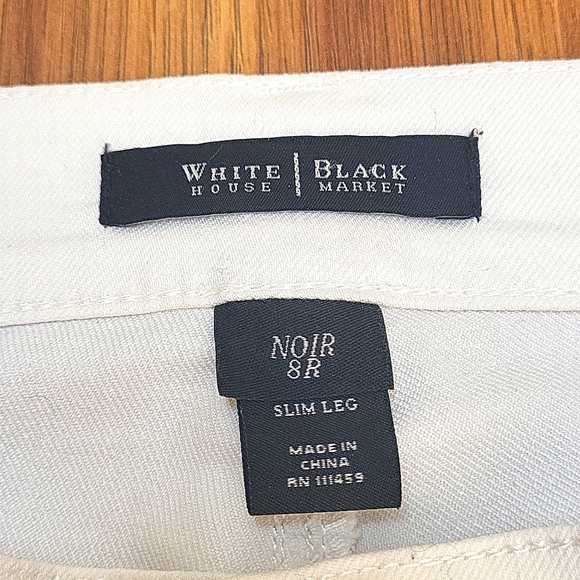 WHITE | BLACK
HOUSE MARKET
NOIR
8R
SLIM LEG
MADE IN
CHINA
RN 111459